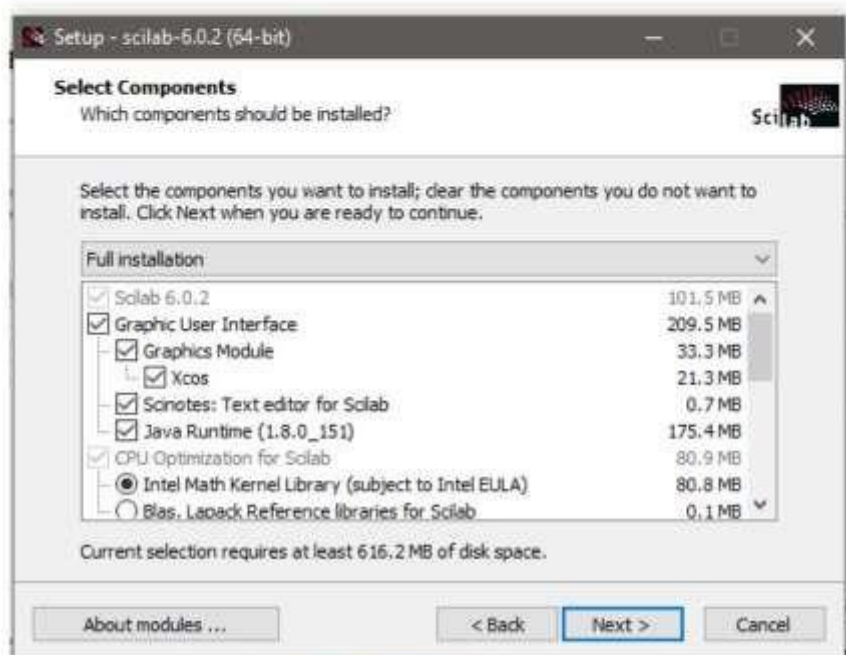 Setup - scilab-6.0.2 (64-bit)
Select Components
Which components should be installed?
Scilab
Select the components you want to install; clear the components you do not want to
install. Click Next when you are ready to continue.
Full installation
Scilab 6.0.2 101.5 MB
Graphic User Interface 209.5 MB
Graphics Module 33.3 MB
Xcos 21.3 MB
Scinotes: Text editor for Scilab 0.7 MB
Java Runtime (1.8.0_151) 175.4 MB
CPU Optimization for Scilab 80.9 MB
Intel Math Kernel Library (subject to Intel EULA) 80.8 MB
Blas, Lapack Reference libraries for Scilab 0.1 MB
Current selection requires at least 616.2 MB of disk space.
About modules ... < Back Next > Cancel